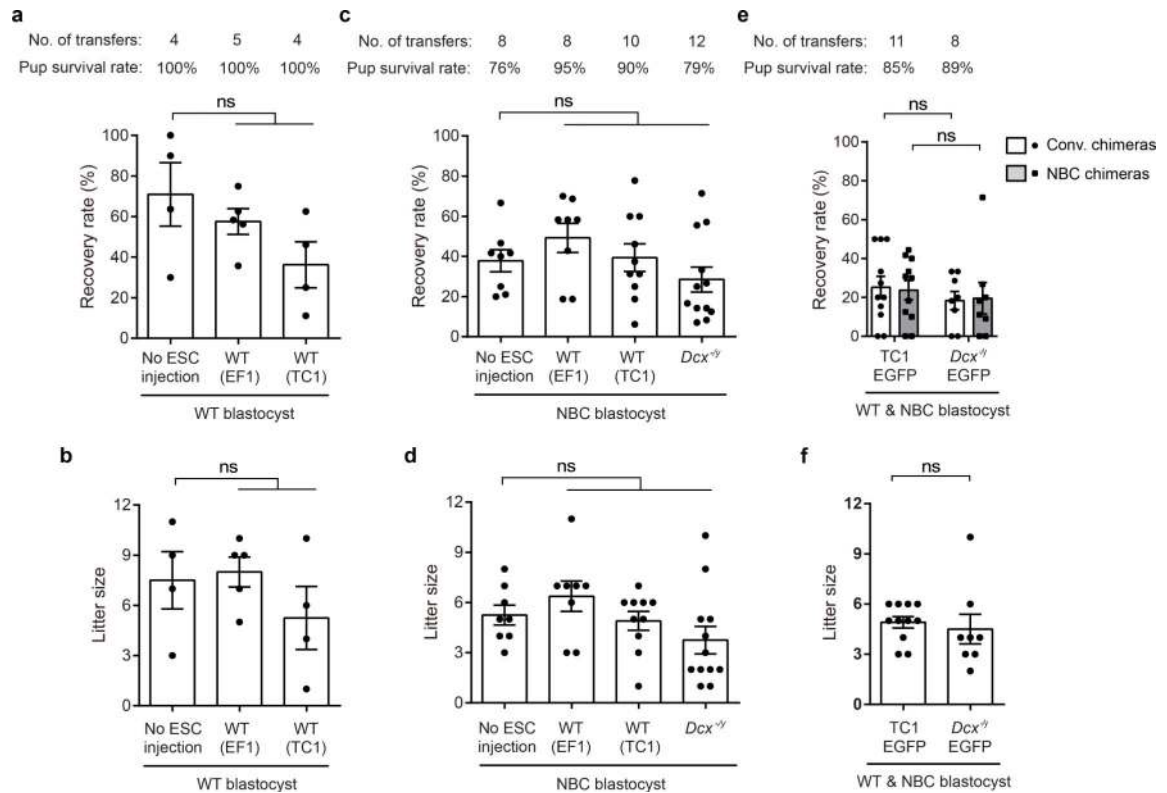 a
No. of transfers: 4 5 4
Pup survival rate: 100% 100% 100%
ns
Recovery rate (%)
100
80
60
40
20
0
No ESC injection
WT (EF1)
WT (TC1)
WT blastocyst
b
ns
Litter size
12
9
6
3
0
No ESC injection
WT (EF1)
WT (TC1)
WT blastocyst
c
No. of transfers: 8 8 10 12
Pup survival rate: 76% 95% 90% 79%
ns
Recovery rate (%)
100
80
60
40
20
0
No ESC injection
WT (EF1)
WT (TC1)
Dcx-/y
NBC blastocyst
d
ns
Litter size
12
9
6
3
0
No ESC injection
WT (EF1)
WT (TC1)
Dcx-/y
NBC blastocyst
e
No. of transfers: 11 8
Pup survival rate: 85% 89%
ns
ns
Conv. chimeras
NBC chimeras
Recovery rate (%)
100
80
60
40
20
0
TC1 EGFP
Dcx-/y EGFP
WT & NBC blastocyst
f
ns
Litter size
12
9
6
3
0
TC1 EGFP
Dcx-/y EGFP
WT & NBC blastocyst